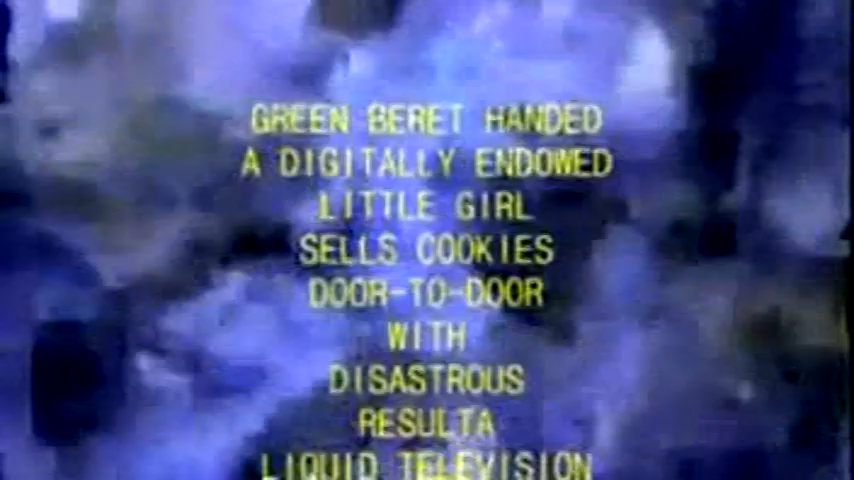 GREEN BERET HANDED
A DIGITALLY ENDOWED
LITTLE GIRL
SELLS COOKIES
DOOR-TO-DOOR
WITH
DISASTROUS
RESULTA
LIQUID TELEVISION